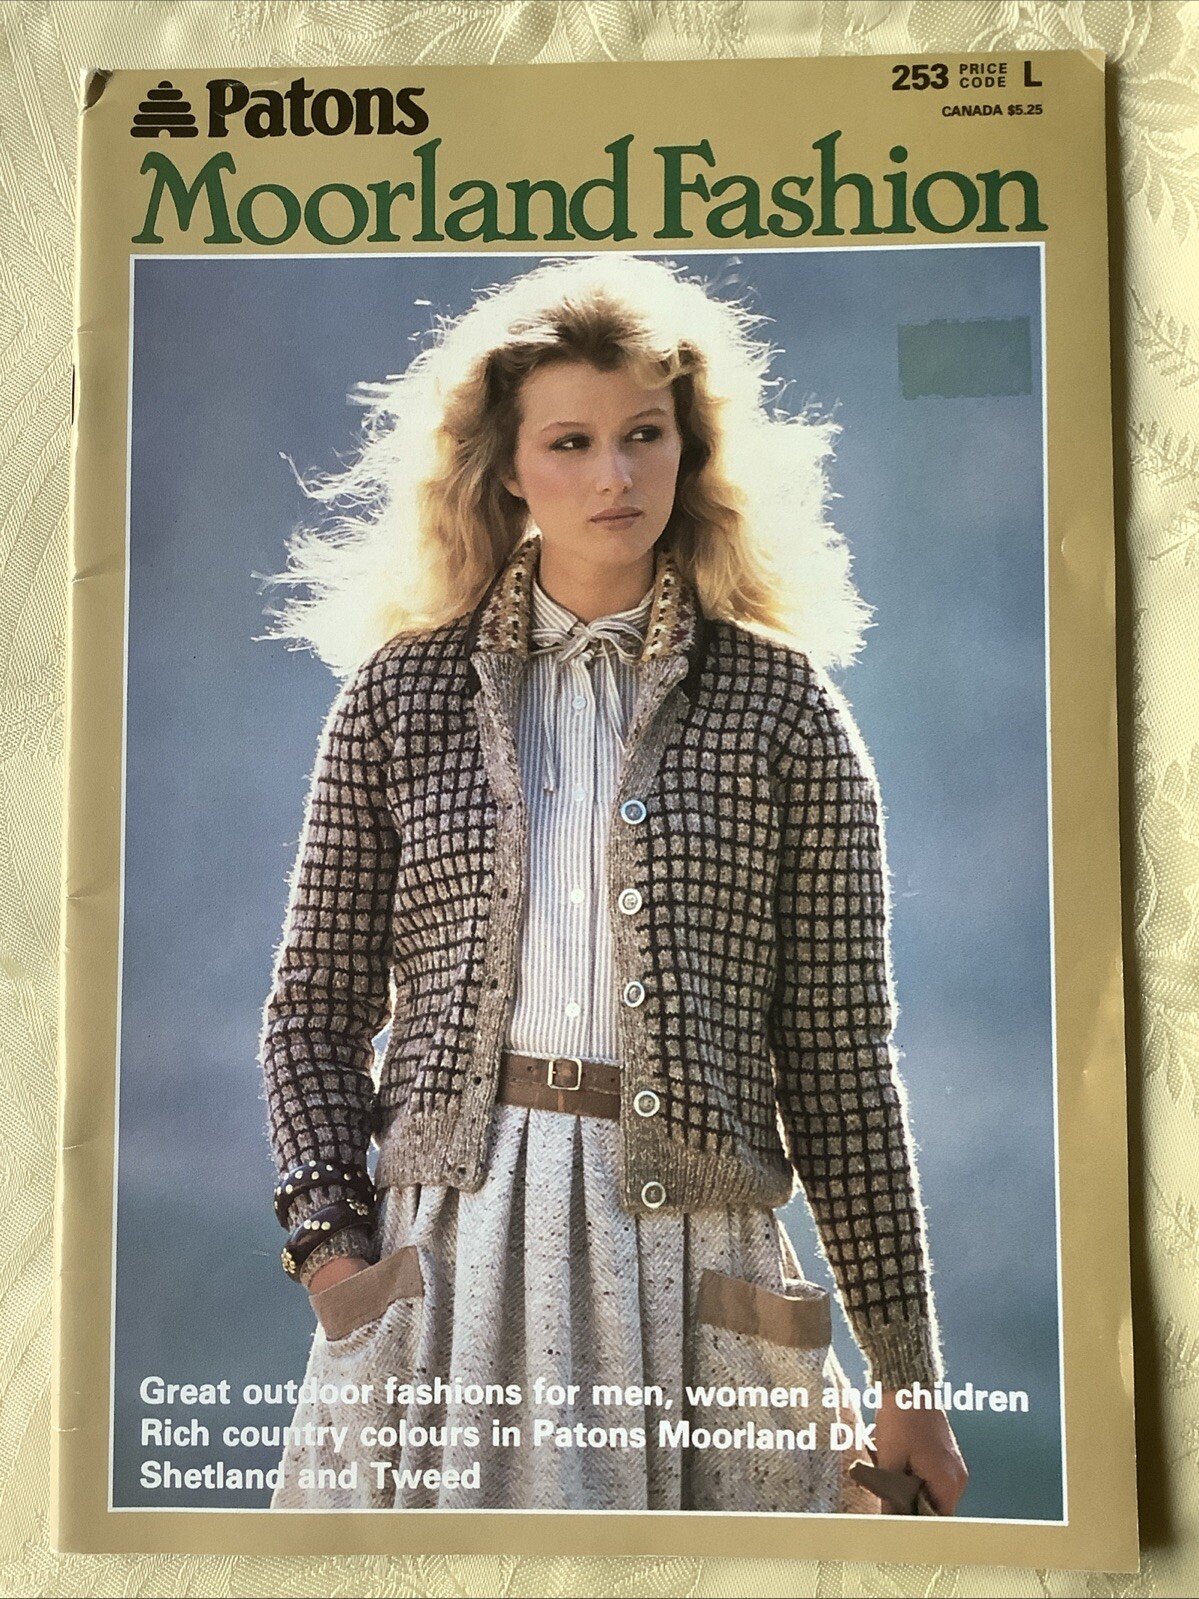 Patons
253 PRICE CODE L
CANADA $5.25
Moorland Fashion
Great outdoor fashions for men, women and children
Rich country colours in Patons Moorland DK
Shetland and Tweed